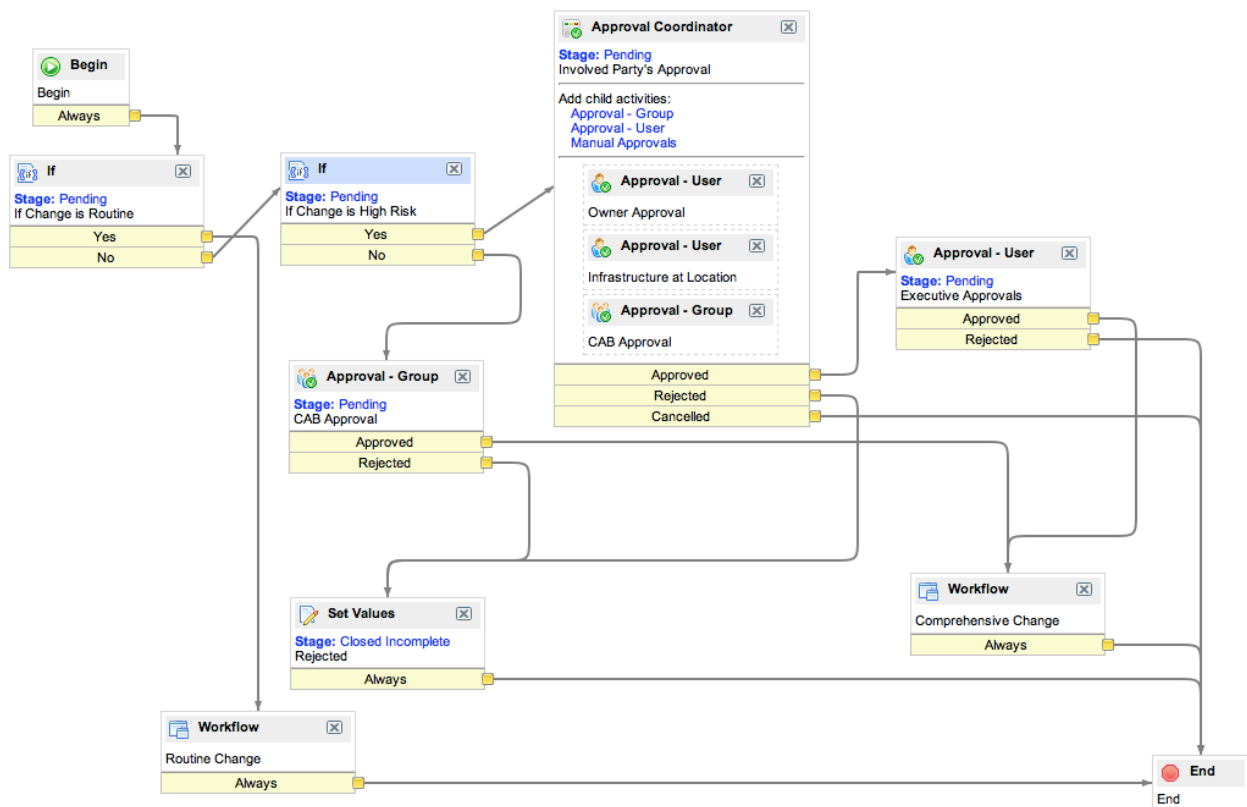 Begin
Begin
Always
If
Stage: Pending
If Change is Routine
Yes
No
If
Stage: Pending
If Change is High Risk
Yes
No
Approval Coordinator
Stage: Pending
Involved Party's Approval
Add child activities:
Approval - Group
Approval - User
Manual Approvals
Approval - User
Owner Approval
Approval - User
Infrastructure at Location
Approval - Group
CAB Approval
Approved
Rejected
Cancelled
Approval - User
Stage: Pending
Executive Approvals
Approved
Rejected
Approval - Group
Stage: Pending
CAB Approval
Approved
Rejected
Set Values
Stage: Closed Incomplete
Rejected
Always
Workflow
Comprehensive Change
Always
Workflow
Routine Change
Always
End
End